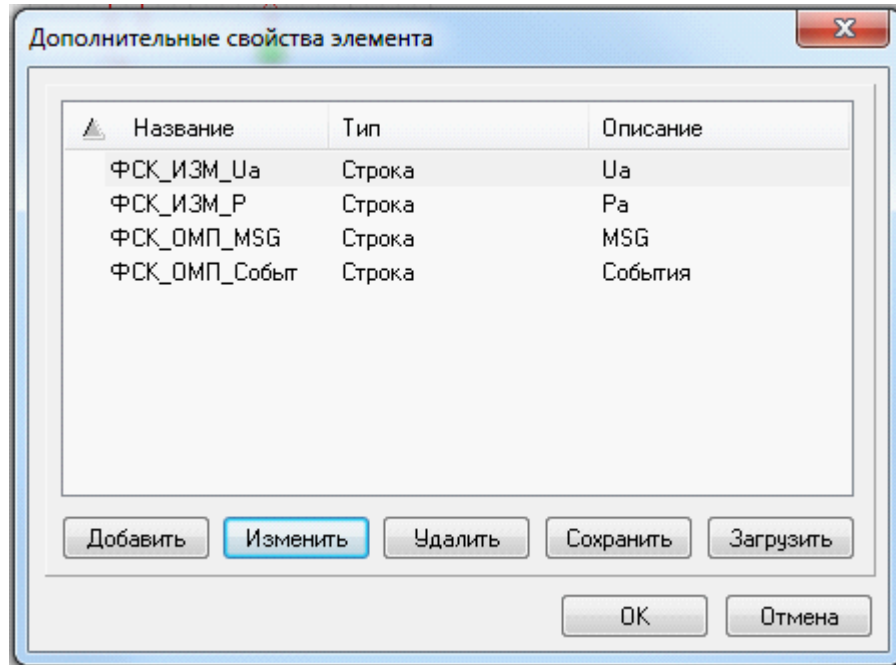 Дополнительные свойства элемента
Название Тип Описание
ФСК_ИЗМ_Ua Строка Ua
ФСК_ИЗМ_P Строка Pa
ФСК_ОМП_MSG Строка MSG
ФСК_ОМП_Событ Строка События
Добавить Изменить Удалить Сохранить Загрузить
OK Отмена